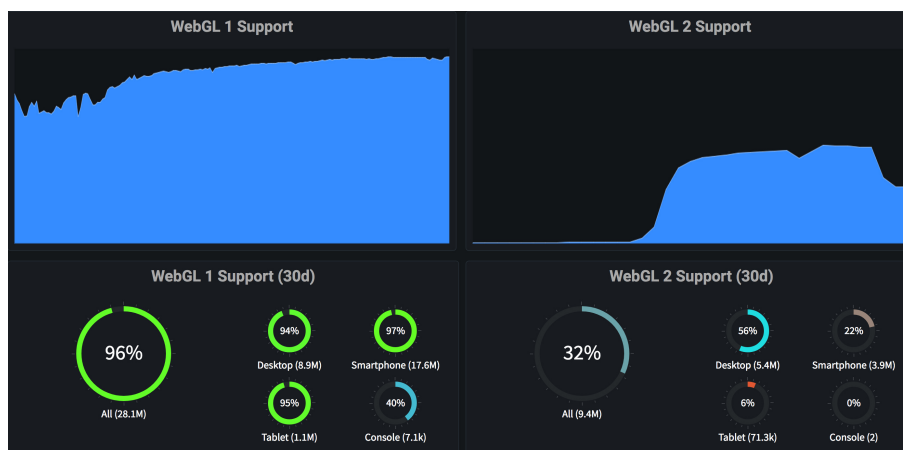 WebGL 1 Support
WebGL 2 Support
WebGL 1 Support (30d)
96%
All (28.1M)
94%
Desktop (8.9M)
97%
Smartphone (17.6M)
95%
Tablet (1.1M)
40%
Console (7.1k)
WebGL 2 Support (30d)
32%
All (9.4M)
56%
Desktop (5.4M)
22%
Smartphone (3.9M)
6%
Tablet (71.3k)
0%
Console (2)